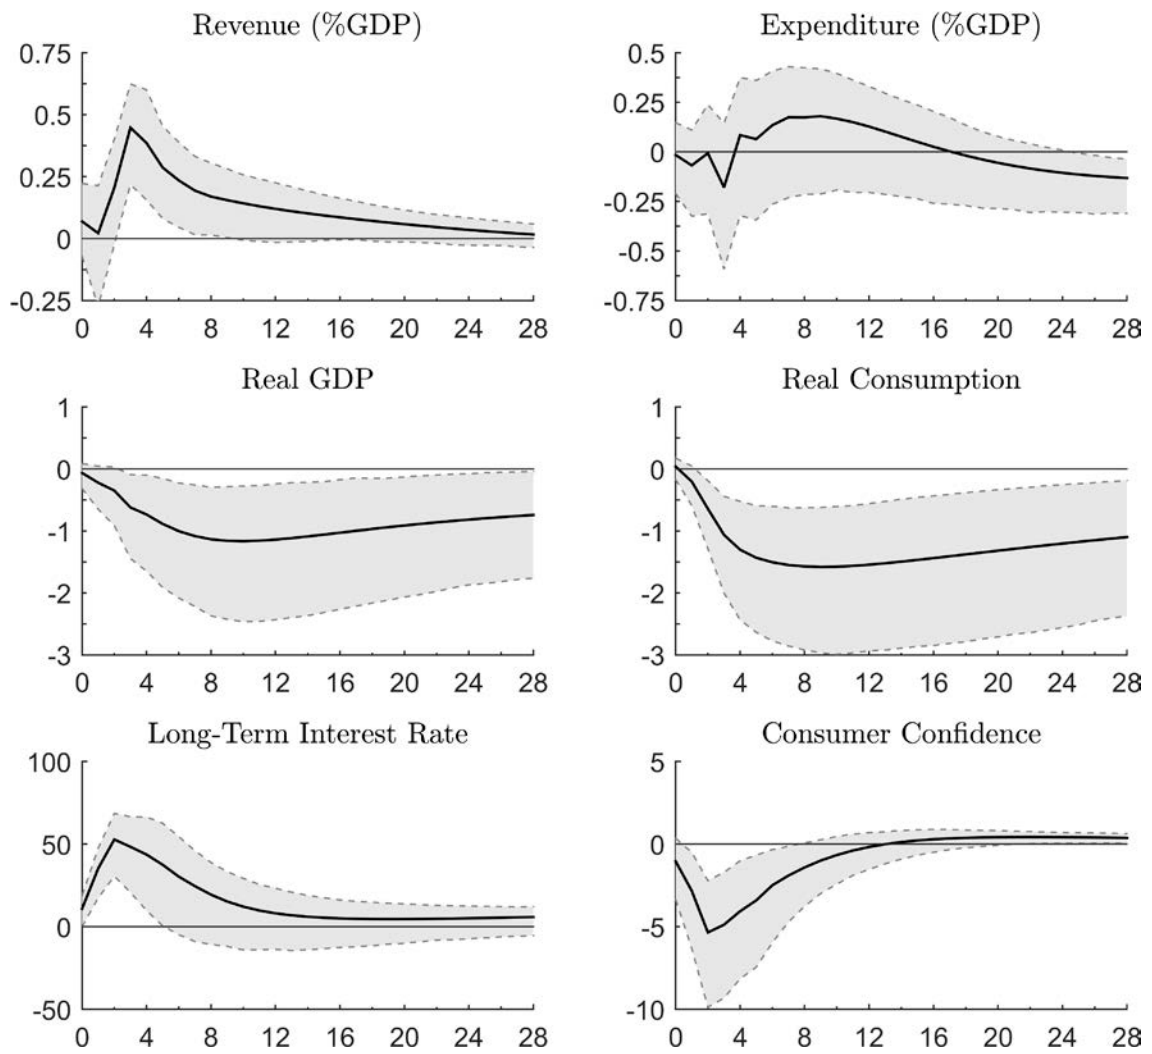 Revenue (%GDP)
0.75
0.5
0.25
0
-0.25
0 4 8 12 16 20 24 28
Expenditure (%GDP)
0.5
0.25
0
-0.25
-0.5
-0.75
0 4 8 12 16 20 24 28
Real GDP
1
0
-1
-2
-3
0 4 8 12 16 20 24 28
Real Consumption
1
0
-1
-2
-3
0 4 8 12 16 20 24 28
Long-Term Interest Rate
100
50
0
-50
0 4 8 12 16 20 24 28
Consumer Confidence
5
0
-5
-10
0 4 8 12 16 20 24 28